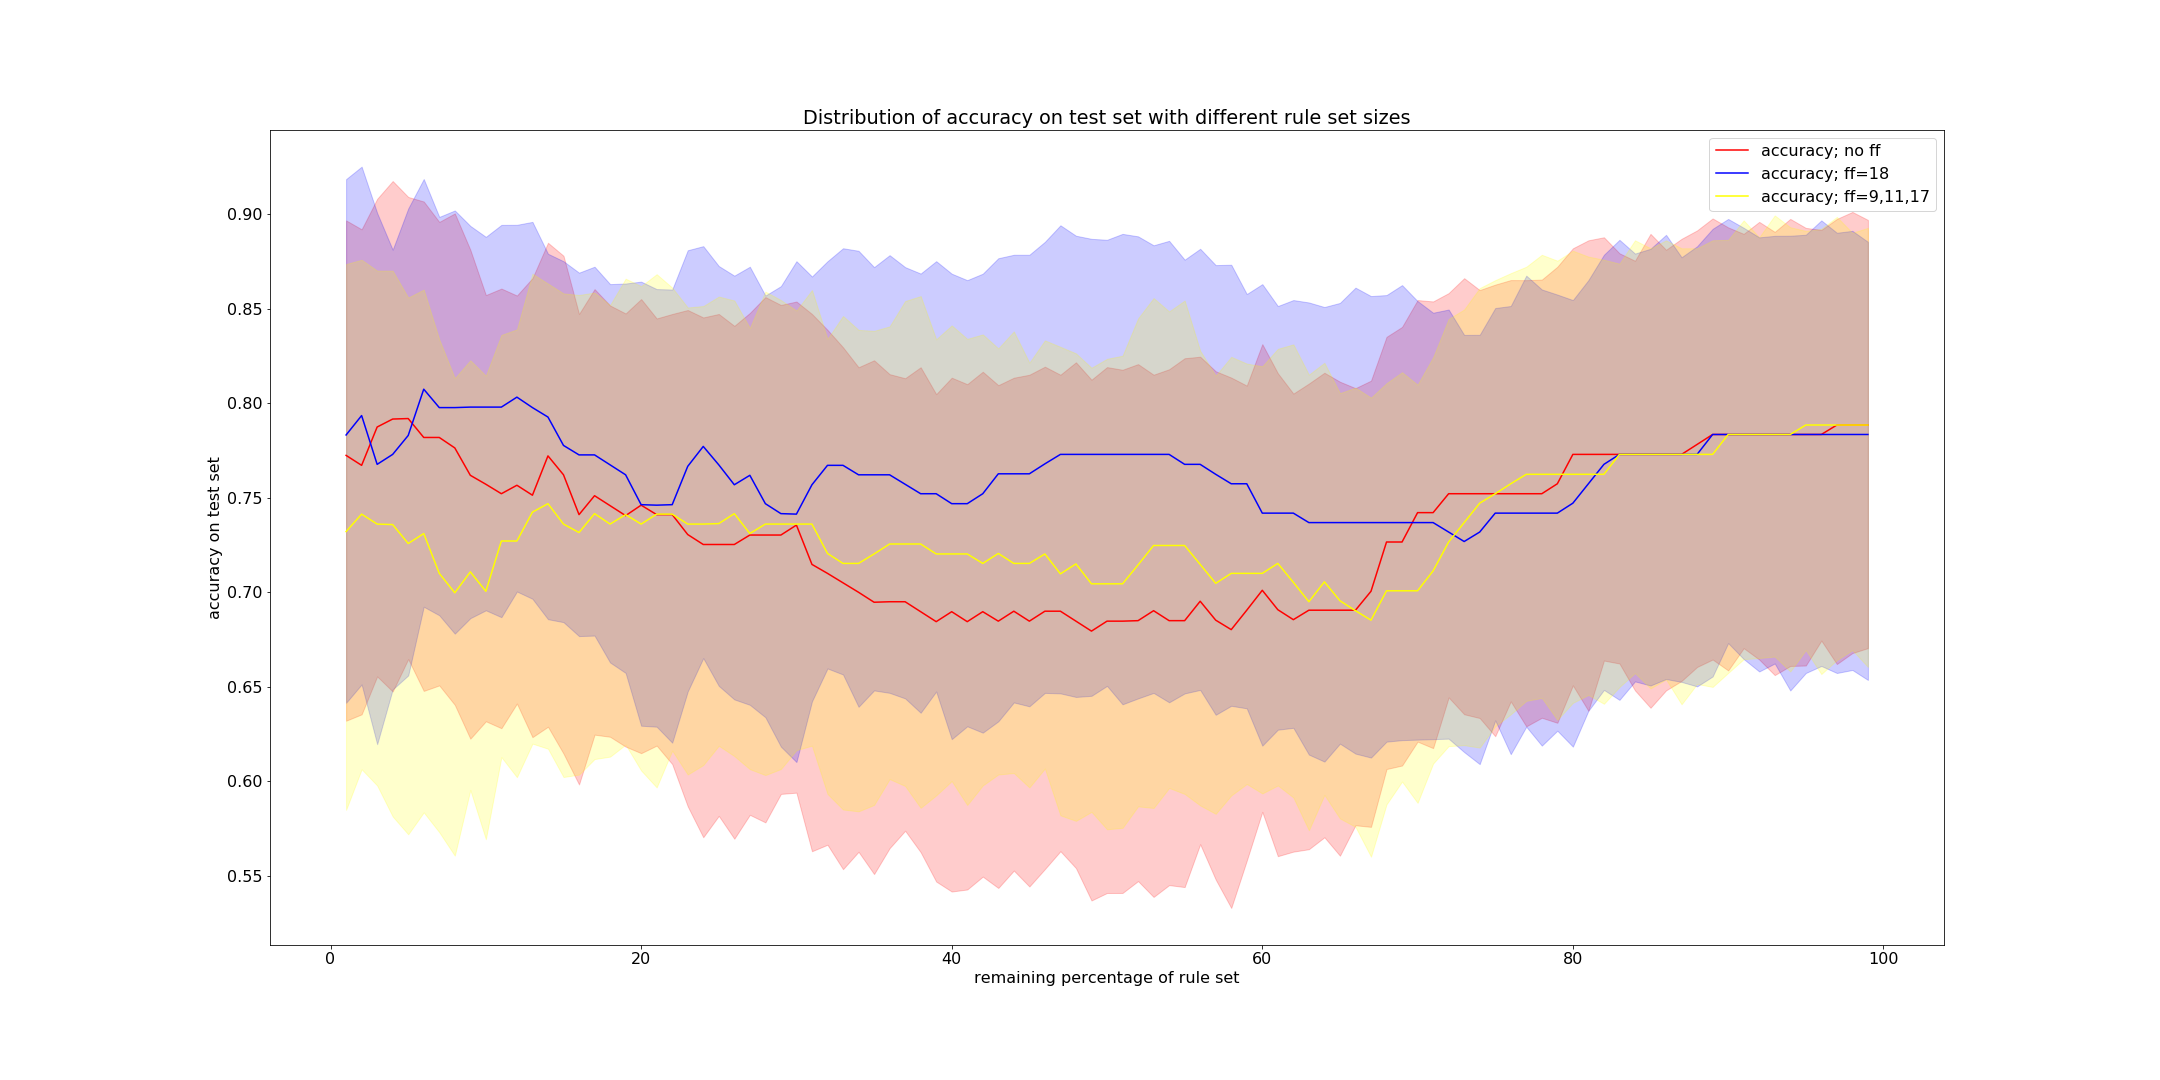 Distribution of accuracy on test set with different rule set sizes
accuracy; no ff
accuracy; ff=18
accuracy; ff=9,11,17
accuracy on test set
0.90
0.85
0.80
0.75
0.70
0.65
0.60
0.55
0 20 40 60 80 100
remaining percentage of rule set